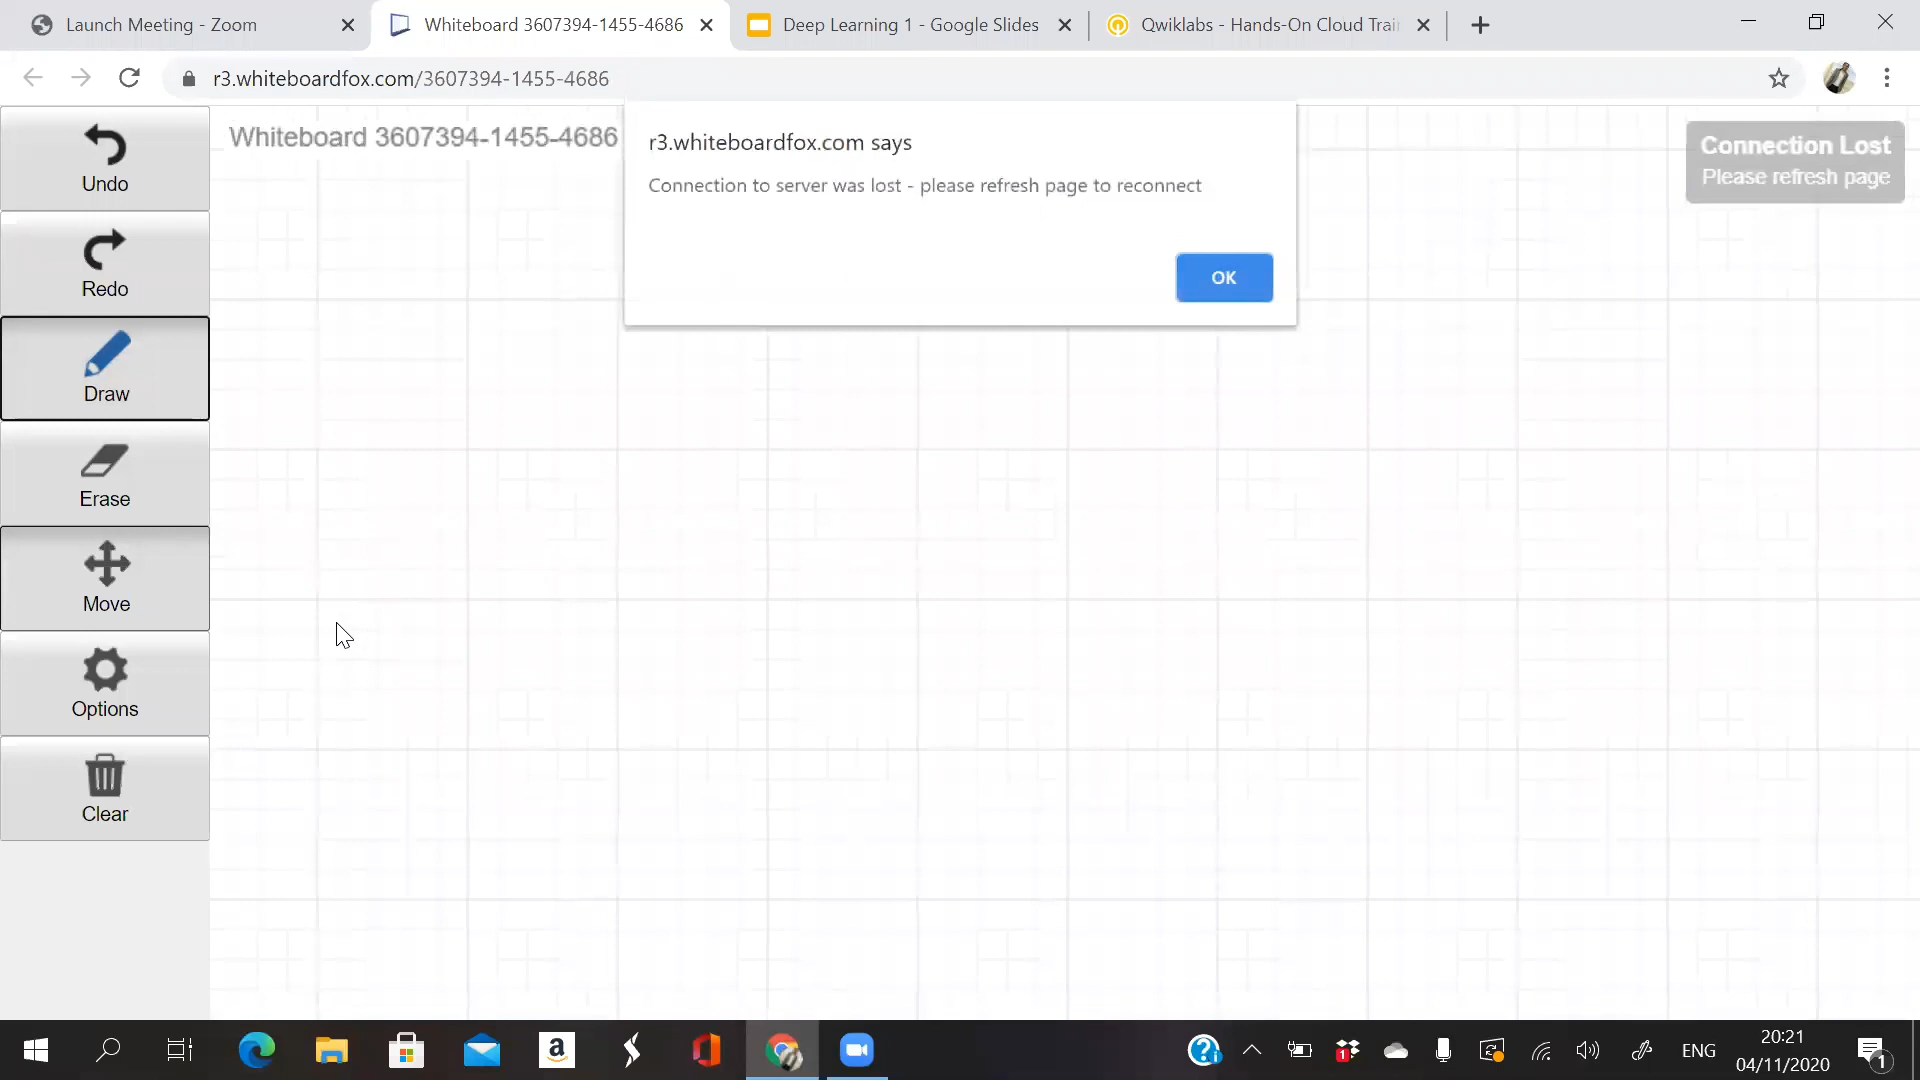 Launch Meeting - Zoom
Whiteboard 3607394-1455-4686
Deep Learning 1 - Google Slides
Qwiklabs - Hands-On Cloud Trai
r3.whiteboardfox.com/3607394-1455-4686
Undo
Redo
Draw
Erase
Move
Options
Clear
Whiteboard 3607394-1455-4686
r3.whiteboardfox.com says
Connection to server was lost - please refresh page to reconnect
OK
Connection Lost
Please refresh page
a
?
1
ENG
20:21
04/11/2020
1